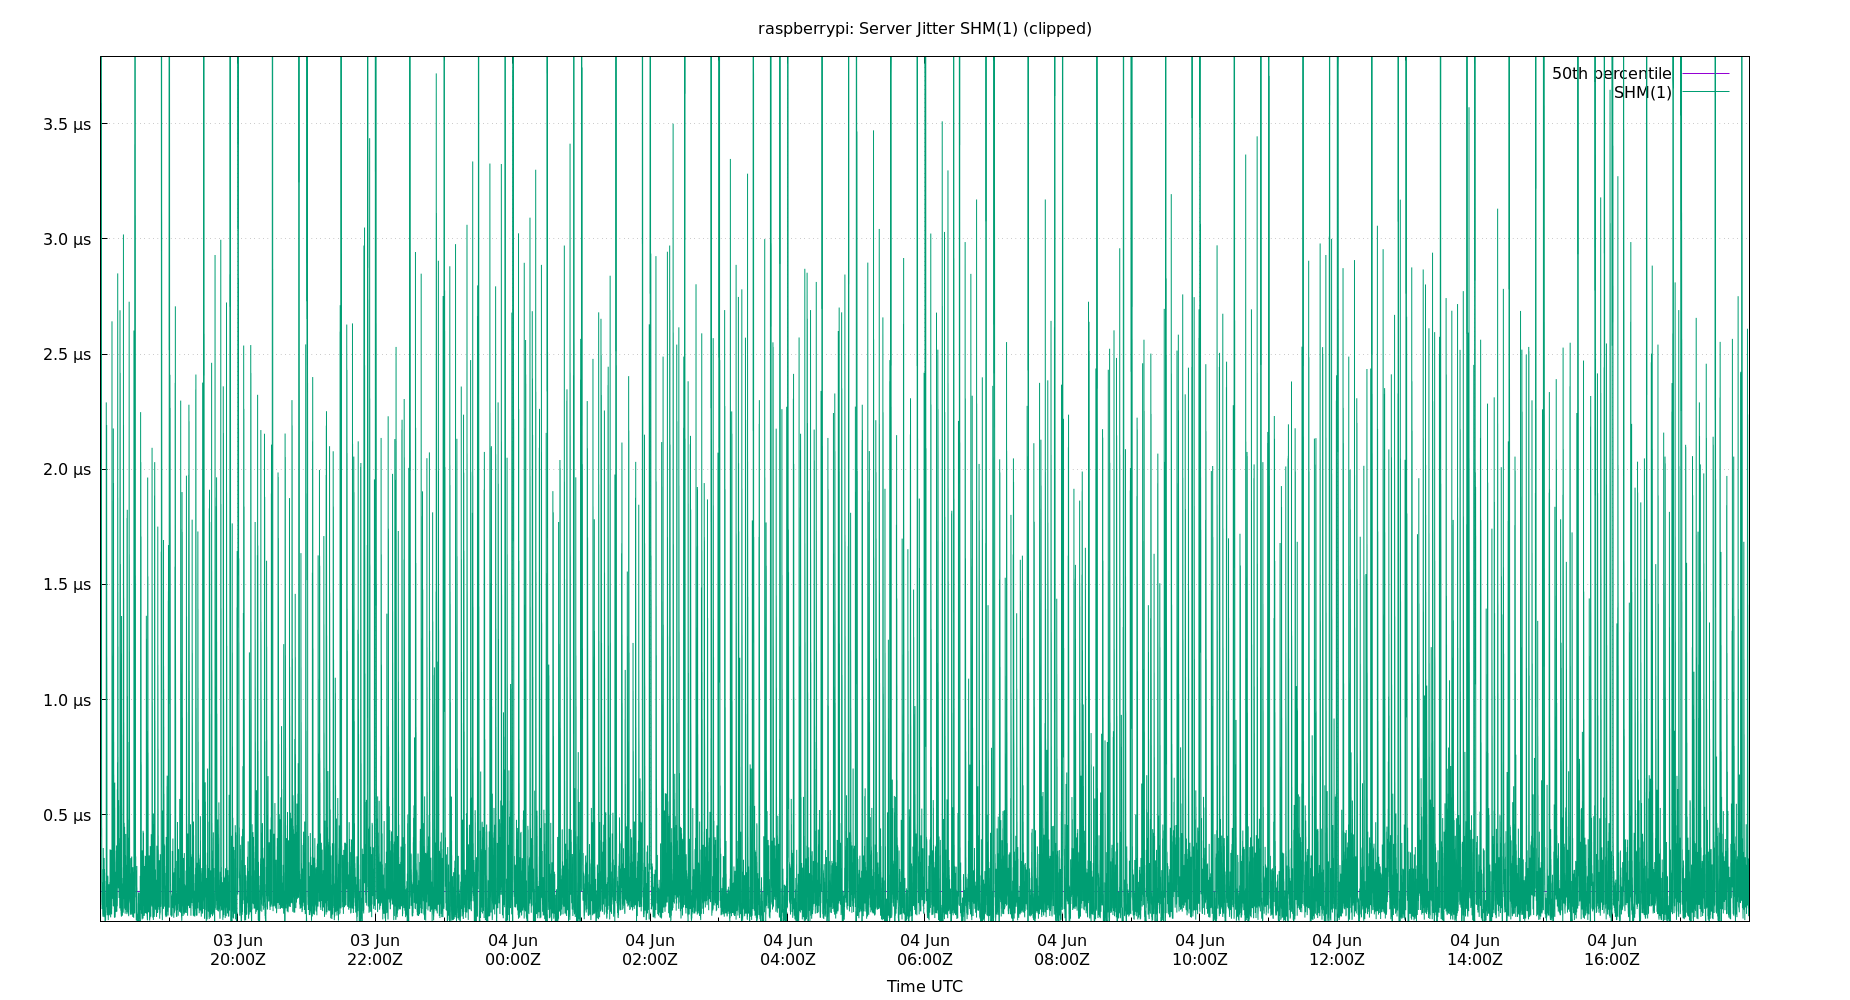 raspberrypi: Server Jitter SHM(1) (clipped)
50th percentile
SHM(1)
3.5 µs
3.0 µs
2.5 µs
2.0 µs
1.5 µs
1.0 µs
0.5 µs
03 Jun 03 Jun 04 Jun 04 Jun 04 Jun 04 Jun 04 Jun 04 Jun 04 Jun 04 Jun 04 Jun
20:00Z 22:00Z 00:00Z 02:00Z 04:00Z 06:00Z 08:00Z 10:00Z 12:00Z 14:00Z 16:00Z
Time UTC